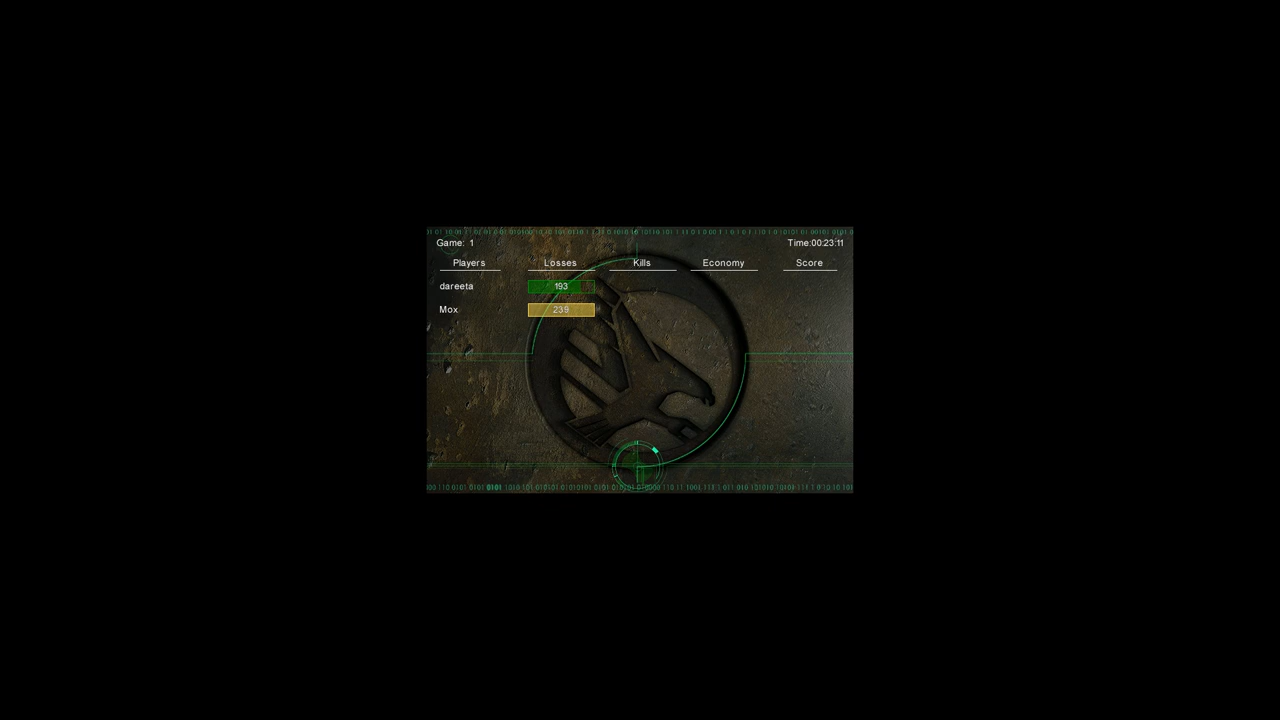 Game: 1 Time:00:23:11
Players Losses Kills Economy Score
dareeta 193
Mox 239